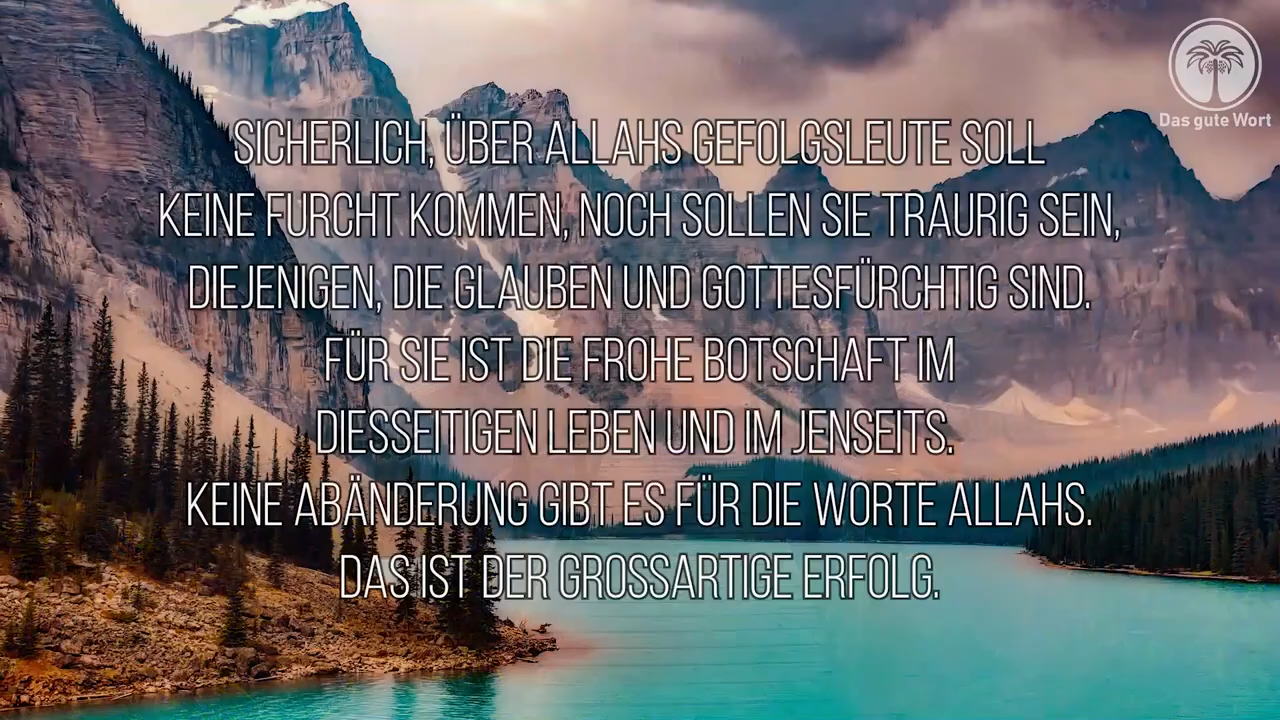 Das gute Wort
SICHERLICH, ÜBER ALLAHS GEFOLGSLEUTE SOLL
KEINE FURCHT KOMMEN, NOCH SOLLEN SIE TRAURIG SEIN,
DIEJENIGEN, DIE GLAUBEN UND GOTTESFÜRCHTIG SIND.
FÜR SIE IST DIE FROHE BOTSCHAFT IM
DIESSEITIGEN LEBEN UND IM JENSEITS.
KEINE ABÄNDERUNG GIBT ES FÜR DIE WORTE ALLAHS.
DAS IST DER GROSSARTIGE ERFOLG.